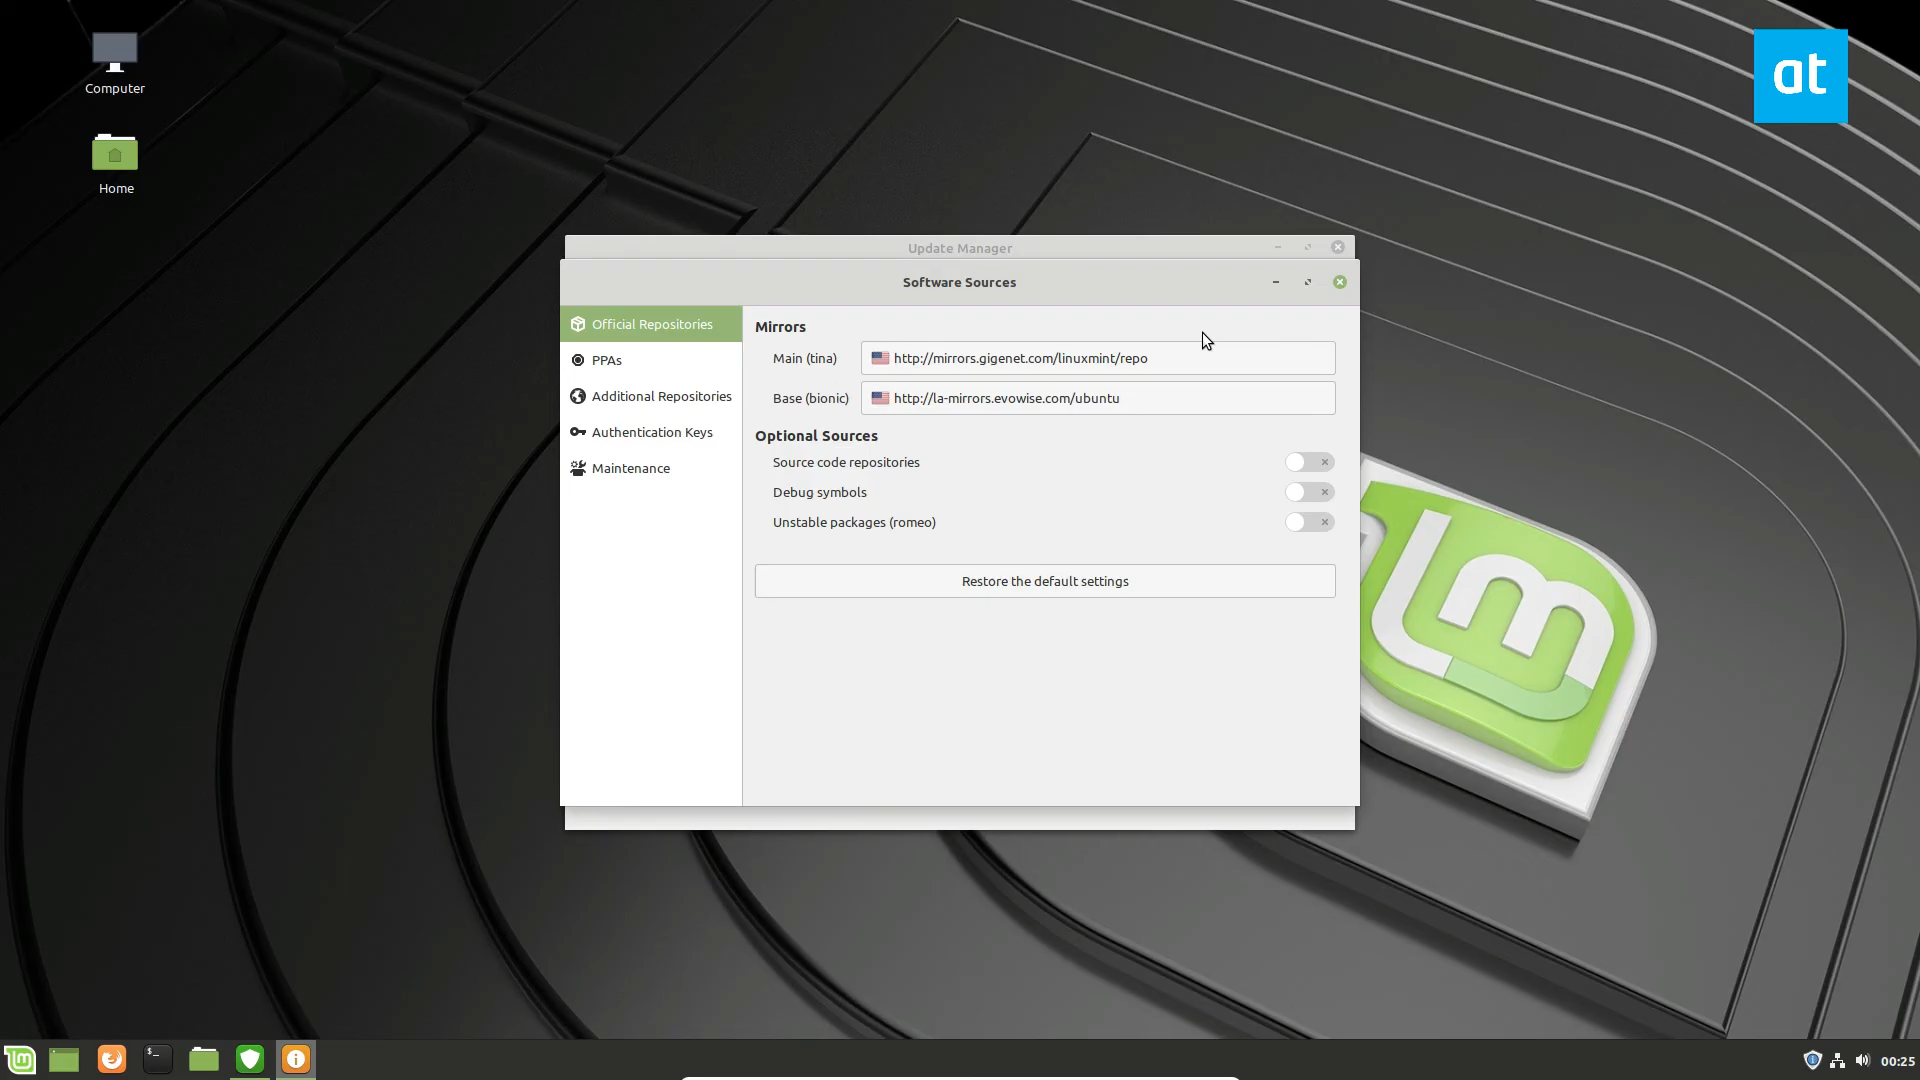 Computer
at
Home
Update Manager
Software Sources
Official Repositories
PPAs
Additional Repositories
Authentication Keys
Maintenance
Mirrors
Main (tina) http://mirrors.gigenet.com/linuxmint/repo
Base (bionic) http://la-mirrors.evowise.com/ubuntu
Optional Sources
Source code repositories
Debug symbols
Unstable packages (romeo)
Restore the default settings
00:25